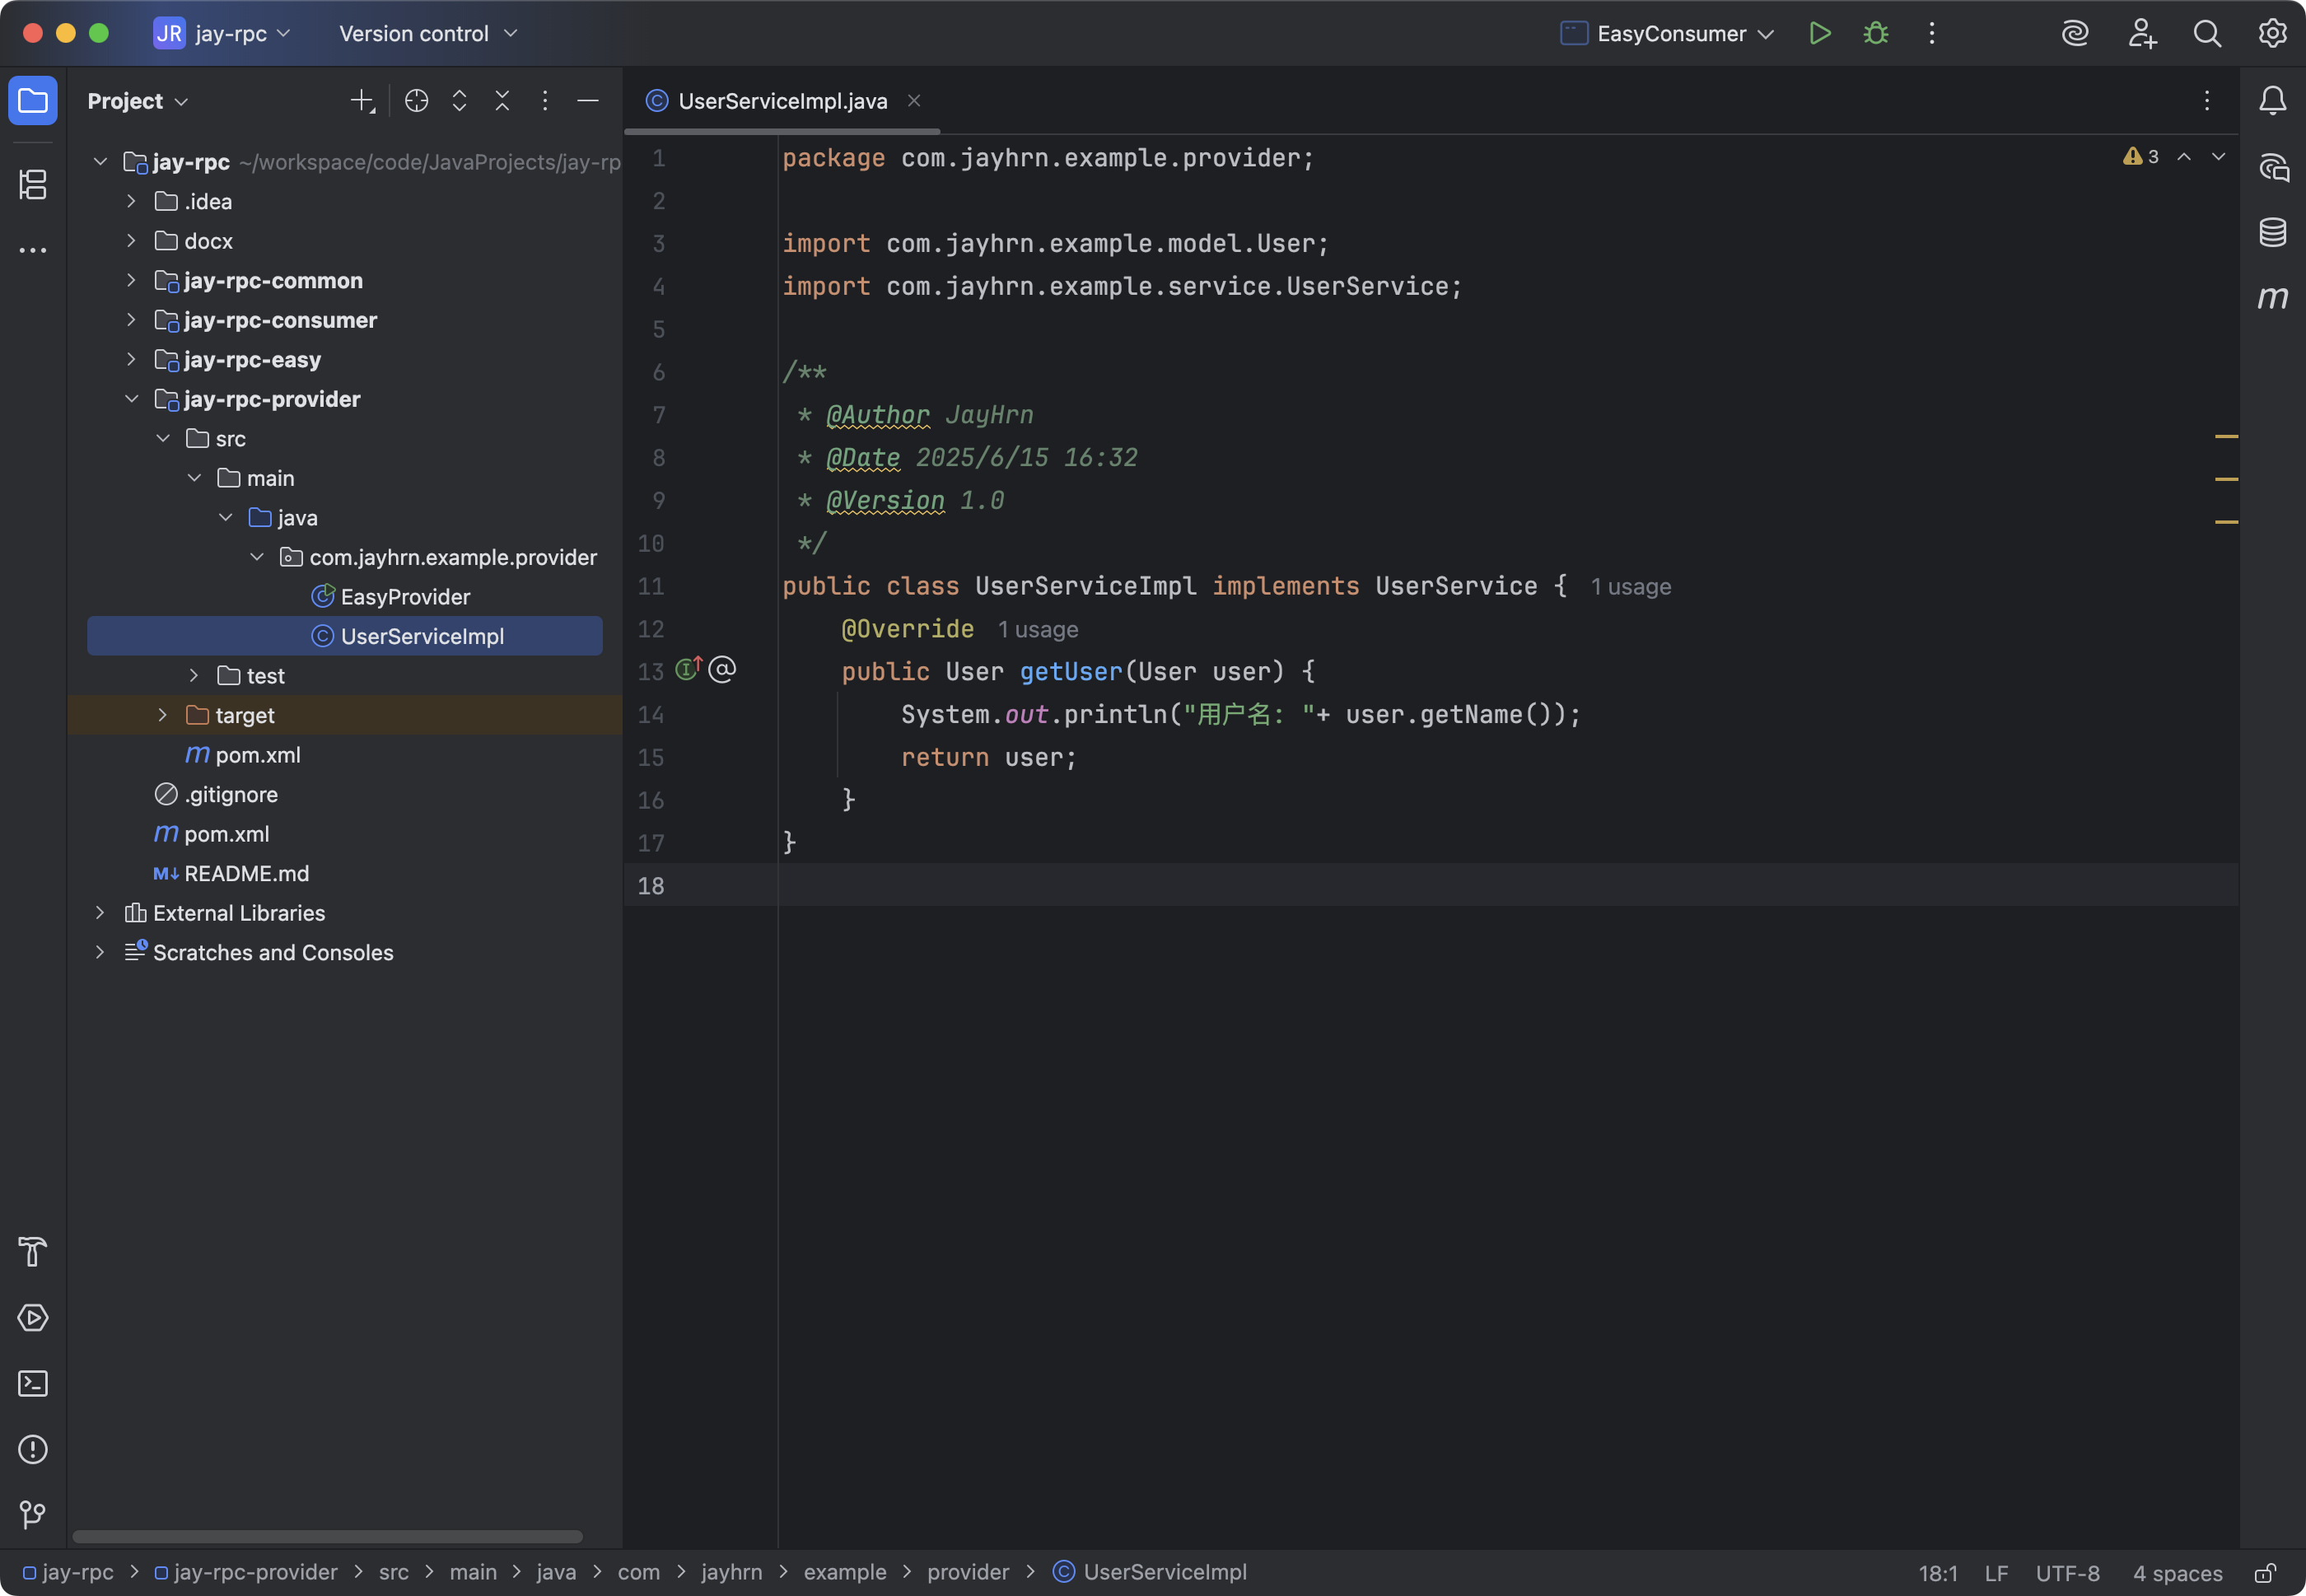 JR jay-rpc Version control EasyConsumer
Project
jay-rpc ~/workspace/code/JavaProjects/jay-rp
.idea
docx
jay-rpc-common
jay-rpc-consumer
jay-rpc-easy
jay-rpc-provider
src
main
java
com.jayhrn.example.provider
EasyProvider
UserServiceImpl
test
target
m pom.xml
.gitignore
m pom.xml
M↓ README.md
External Libraries
Scratches and Consoles
UserServiceImpl.java
3
1 package com.jayhrn.example.provider;
2
3 import com.jayhrn.example.model.User;
4 import com.jayhrn.example.service.UserService;
5
6 /**
7 * @Author JayHrn
8 * @Date 2025/6/15 16:32
9 * @Version 1.0
10 */
11 public class UserServiceImpl implements UserService { 1 usage
12 @Override 1 usage
13 public User getUser(User user) {
14 System.out.println("用户名: "+ user.getName());
15 return user;
16 }
17 }
18
m
jay-rpc > jay-rpc-provider > src > main > java > com > jayhrn > example > provider > UserServiceImpl
18:1 LF UTF-8 4 spaces